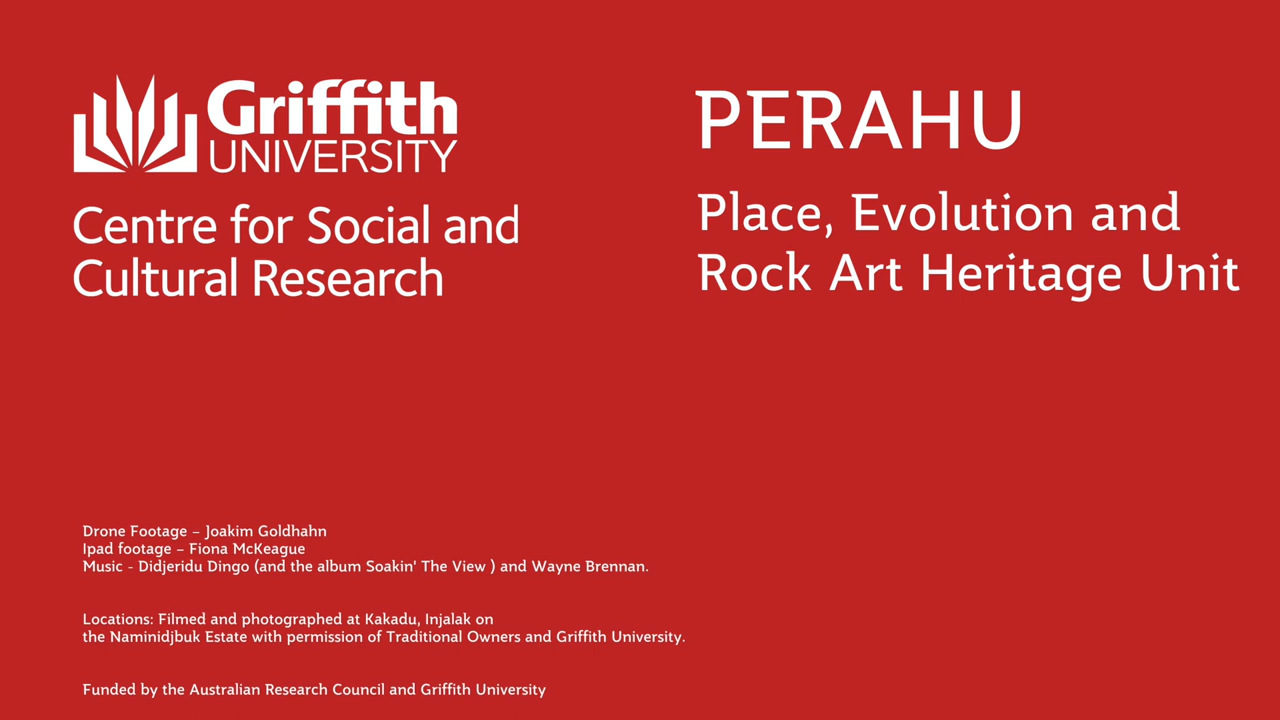 Griffith
UNIVERSITY
Centre for Social and
Cultural Research
PERAHU
Place, Evolution and
Rock Art Heritage Unit
Drone Footage – Joakim Goldhahn
Ipad footage – Fiona McKeague
Music - Didjeridu Dingo (and the album Soakin' The View ) and Wayne Brennan.
Locations: Filmed and photographed at Kakadu, Injalak on
the Naminidjbuk Estate with permission of Traditional Owners and Griffith University.
Funded by the Australian Research Council and Griffith University